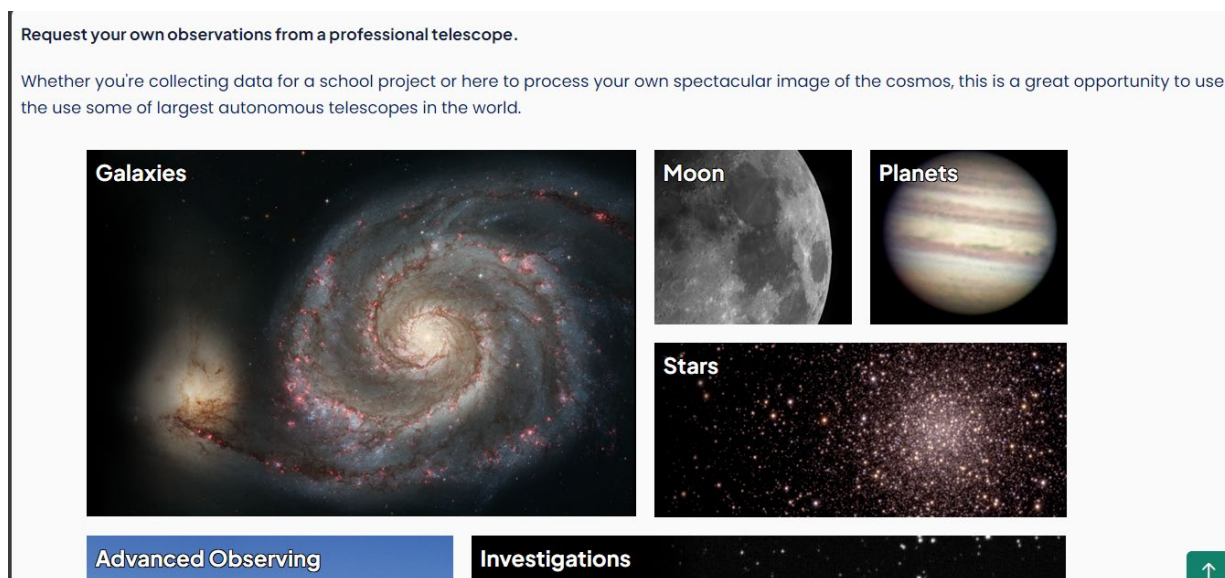 Request your own observations from a professional telescope.
Whether you're collecting data for a school project or here to process your own spectacular image of the cosmos, this is a great opportunity to use
the use some of largest autonomous telescopes in the world.
Galaxies
Moon
Planets
Stars
Advanced Observing
Investigations